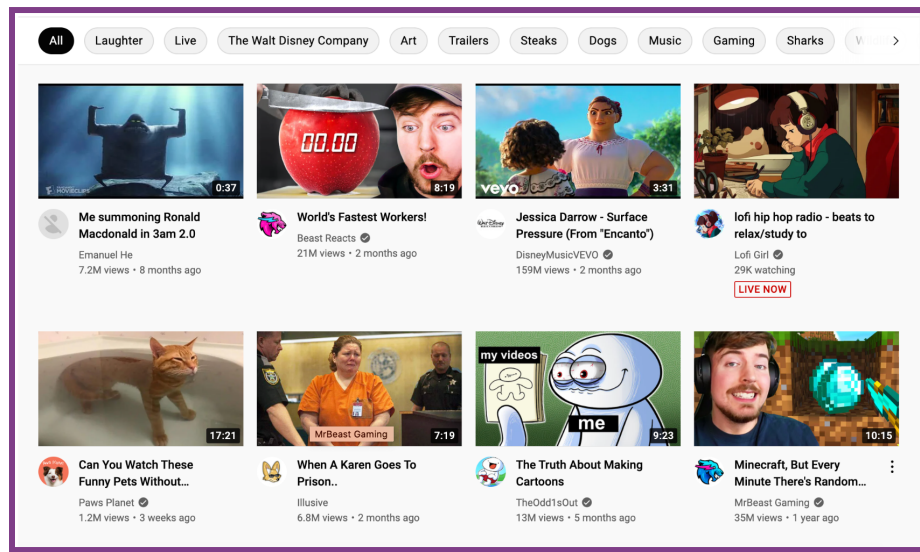 All Laughter Live The Walt Disney Company Art Trailers Steaks Dogs Music Gaming Sharks
MOVIECLIPS
0:37
00.00
8:19
vevo
3:31
Me summoning Ronald
Macdonald in 3am 2.0
Emanuel He
7.2M views • 8 months ago
World's Fastest Workers!
Beast Reacts
21M views • 2 months ago
Jessica Darrow - Surface
Pressure (From "Encanto")
DisneyMusicVEVO
159M views • 2 months ago
lofi hip hop radio - beats to
relax/study to
Lofi Girl
29K watching
LIVE NOW
17:21
MrBeast Gaming
7:19
my videos
me
9:23
10:15
Can You Watch These
Funny Pets Without...
Paws Planet
1.2M views • 3 weeks ago
When A Karen Goes To
Prison..
Illusive
6.8M views • 2 months ago
The Truth About Making
Cartoons
TheOdd1sOut
13M views • 5 months ago
Minecraft, But Every
Minute There's Random...
MrBeast Gaming
35M views • 1 year ago